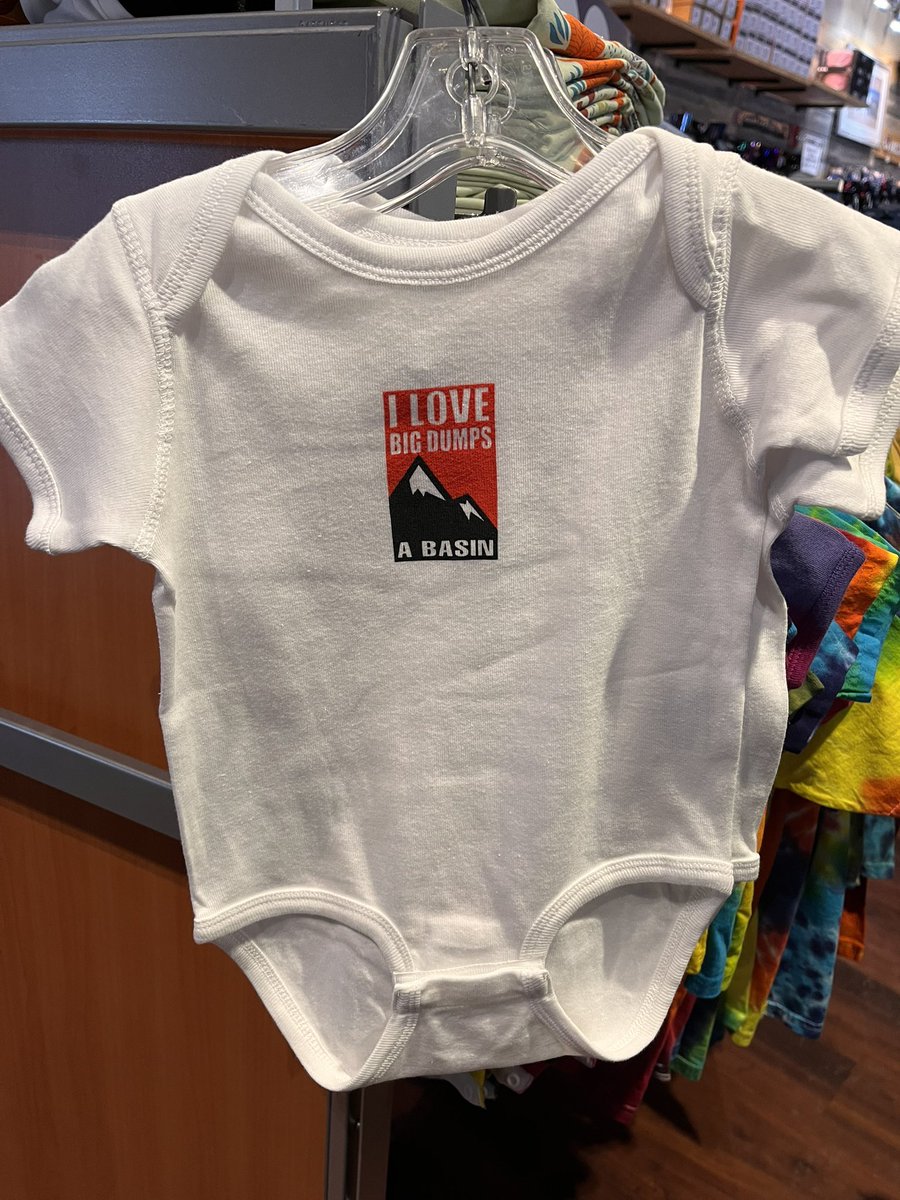 I LOVE
BIG DUMPS
A BASIN